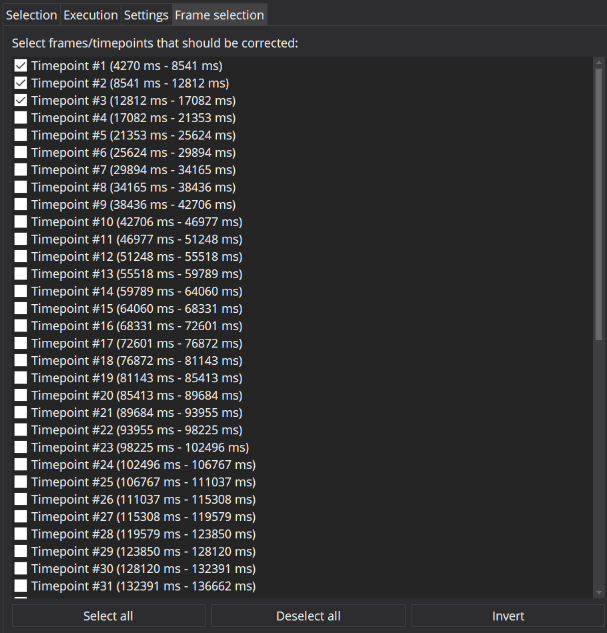 Selection Execution Settings Frame selection
Select frames/timepoints that should be corrected:
Timepoint #1 (4270 ms - 8541 ms)
Timepoint #2 (8541 ms - 12812 ms)
Timepoint #3 (12812 ms - 17082 ms)
Timepoint #4 (17082 ms - 21353 ms)
Timepoint #5 (21353 ms - 25624 ms)
Timepoint #6 (25624 ms - 29894 ms)
Timepoint #7 (29894 ms - 34165 ms)
Timepoint #8 (34165 ms - 38436 ms)
Timepoint #9 (38436 ms - 42706 ms)
Timepoint #10 (42706 ms - 46977 ms)
Timepoint #11 (46977 ms - 51248 ms)
Timepoint #12 (51248 ms - 55518 ms)
Timepoint #13 (55518 ms - 59789 ms)
Timepoint #14 (59789 ms - 64060 ms)
Timepoint #15 (64060 ms - 68331 ms)
Timepoint #16 (68331 ms - 72601 ms)
Timepoint #17 (72601 ms - 76872 ms)
Timepoint #18 (76872 ms - 81143 ms)
Timepoint #19 (81143 ms - 85413 ms)
Timepoint #20 (85413 ms - 89684 ms)
Timepoint #21 (89684 ms - 93955 ms)
Timepoint #22 (93955 ms - 98225 ms)
Timepoint #23 (98225 ms - 102496 ms)
Timepoint #24 (102496 ms - 106767 ms)
Timepoint #25 (106767 ms - 111037 ms)
Timepoint #26 (111037 ms - 115308 ms)
Timepoint #27 (115308 ms - 119579 ms)
Timepoint #28 (119579 ms - 123850 ms)
Timepoint #29 (123850 ms - 128120 ms)
Timepoint #30 (128120 ms - 132391 ms)
Timepoint #31 (132391 ms - 136662 ms)
Select all Deselect all Invert